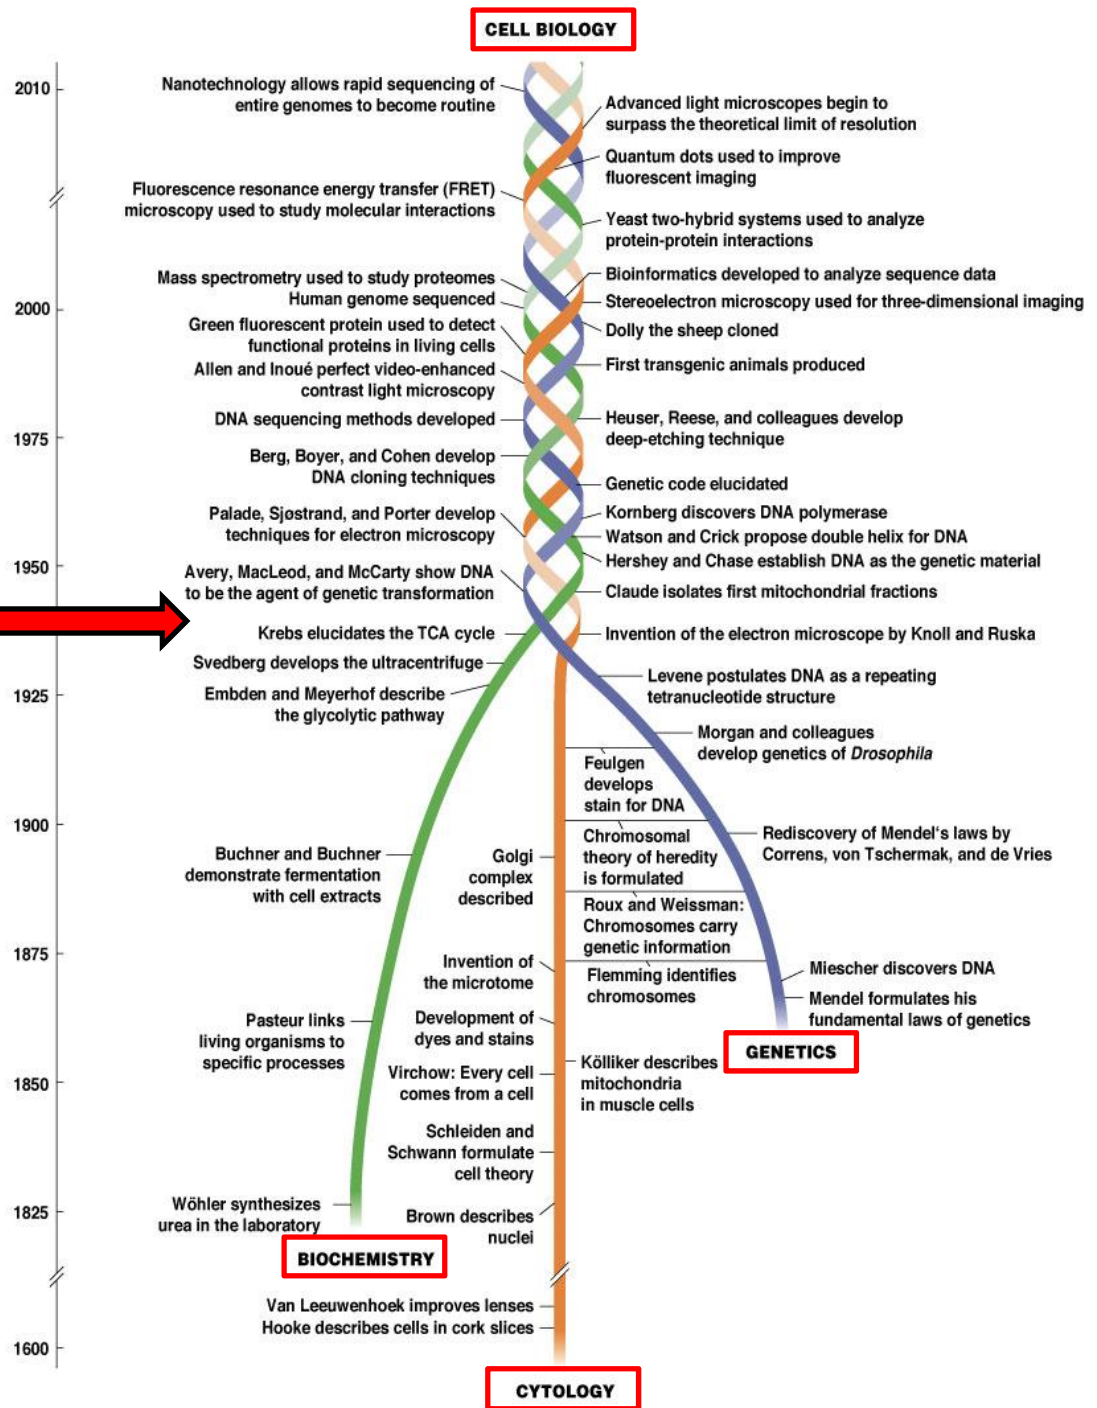 CELL BIOLOGY
2010
Nanotechnology allows rapid sequencing of
entire genomes to become routine
Advanced light microscopes begin to
surpass the theoretical limit of resolution
Quantum dots used to improve
fluorescent imaging
Fluorescence resonance energy transfer (FRET)
microscopy used to study molecular interactions
Yeast two-hybrid systems used to analyze
protein-protein interactions
Mass spectrometry used to study proteomes
Bioinformatics developed to analyze sequence data
Human genome sequenced
Stereoelectron microscopy used for three-dimensional imaging
2000
Green fluorescent protein used to detect
functional proteins in living cells
Dolly the sheep cloned
Allen and Inoué perfect video-enhanced
contrast light microscopy
First transgenic animals produced
DNA sequencing methods developed
Heuser, Reese, and colleagues develop
deep-etching technique
1975
Berg, Boyer, and Cohen develop
DNA cloning techniques
Genetic code elucidated
Palade, Sjøstrand, and Porter develop
techniques for electron microscopy
Kornberg discovers DNA polymerase
Watson and Crick propose double helix for DNA
Hershey and Chase establish DNA as the genetic material
1950
Avery, MacLeod, and McCarty show DNA
to be the agent of genetic transformation
Claude isolates first mitochondrial fractions
Krebs elucidates the TCA cycle
Invention of the electron microscope by Knoll and Ruska
Svedberg develops the ultracentrifuge
Levene postulates DNA as a repeating
tetranucleotide structure
1925
Embden and Meyerhof describe
the glycolytic pathway
Morgan and colleagues
develop genetics of Drosophila
Feulgen
develops
stain for DNA
1900
Rediscovery of Mendel's laws by
Correns, von Tschermak, and de Vries
Chromosomal
theory of heredity
is formulated
Buchner and Buchner
demonstrate fermentation
with cell extracts
Golgi
complex
described
Roux and Weissman:
Chromosomes carry
genetic information
1875
Invention of
the microtome
Flemming identifies
chromosomes
Miescher discovers DNA
Mendel formulates his
fundamental laws of genetics
Pasteur links
living organisms to
specific processes
Development of
dyes and stains
GENETICS
1850
Virchow: Every cell
comes from a cell
Kölliker describes
mitochondria
in muscle cells
Schleiden and
Schwann formulate
cell theory
1825
Wöhler synthesizes
urea in the laboratory
Brown describes
nuclei
BIOCHEMISTRY
Van Leeuwenhoek improves lenses
Hooke describes cells in cork slices
1600
CYTOLOGY